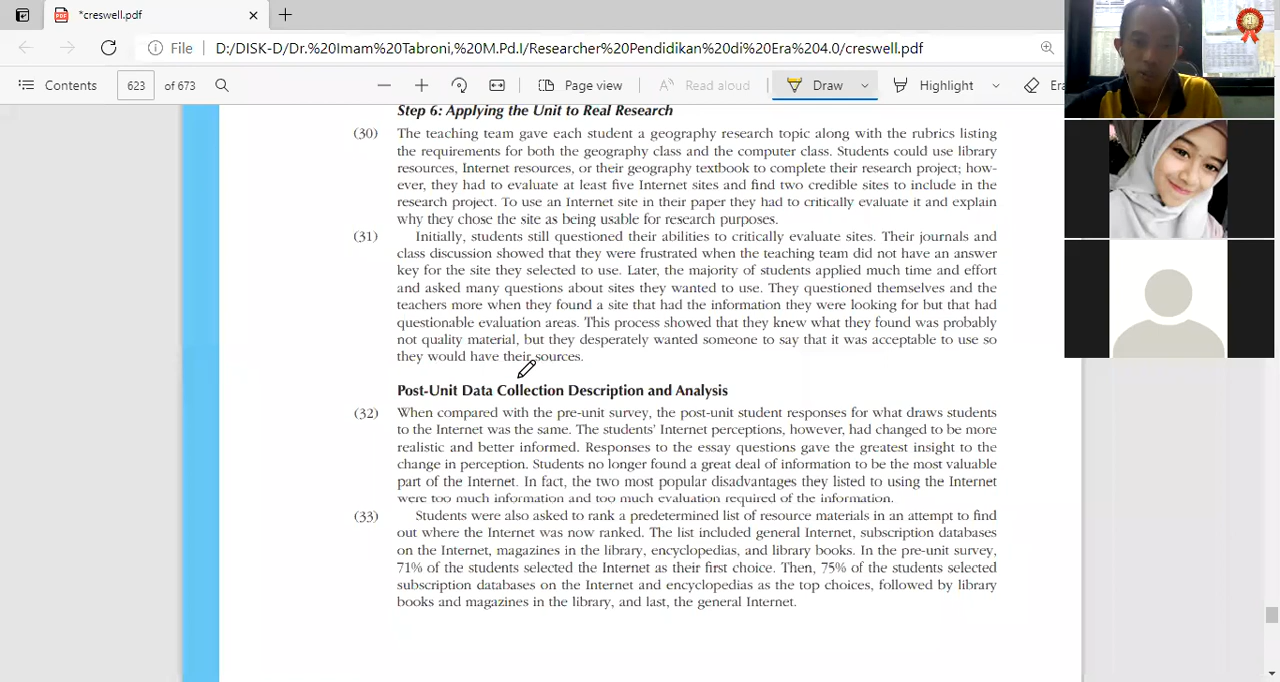 *creswell.pdf
File
D:/DISK-D/Dr.%20Imam%20Tabroni,%20M.Pd./Researcher%20Pendidikan%20di%20Era%204.0/creswell.pdf
Contents
623
of 673
Page view
Read aloud
Draw
Highlight
Era
Step 6: Applying the Unit to Real Research
(30) The teaching team gave each student a geography research topic along with the rubrics listing
the requirements for both the geography class and the computer class. Students could use library
resources, Internet resources, or their geography textbook to complete their research project; how-
ever, they had to evaluate at least five Internet sites and find two credible sites to include in the
research project. To use an Internet site in their paper they had to critically evaluate it and explain
why they chose the site as being usable for research purposes.
(31) Initially, students still questioned their abilities to critically evaluate sites. Their journals and
class discussion showed that they were frustrated when the teaching team did not have an answer
key for the site they selected to use. Later, the majority of students applied much time and effort
and asked many questions about sites they wanted to use. They questioned themselves and the
teachers more when they found a site that had the information they were looking for but that had
questionable evaluation areas. This process showed that they knew what they found was probably
not quality material, but they desperately wanted someone to say that it was acceptable to use so
they would have their sources.
Post-Unit Data Collection Description and Analysis
(32) When compared with the pre-unit survey, the post-unit student responses for what draws students
to the Internet was the same. The students' Internet perceptions, however, had changed to be more
realistic and better informed. Responses to the essay questions gave the greatest insight to the
change in perception. Students no longer found a great deal of information to be the most valuable
part of the Internet. In fact, the two most popular disadvantages they listed to using the Internet
were too much information and too much evaluation required of the information.
(33) Students were also asked to rank a predetermined list of resource materials in an attempt to find
out where the Internet was now ranked. The list included general Internet, subscription databases
on the Internet, magazines in the library, encyclopedias, and library books. In the pre-unit survey,
71% of the students selected the Internet as their first choice. Then, 75% of the students selected
subscription databases on the Internet and encyclopedias as the top choices, followed by library
books and magazines in the library, and last, the general Internet.